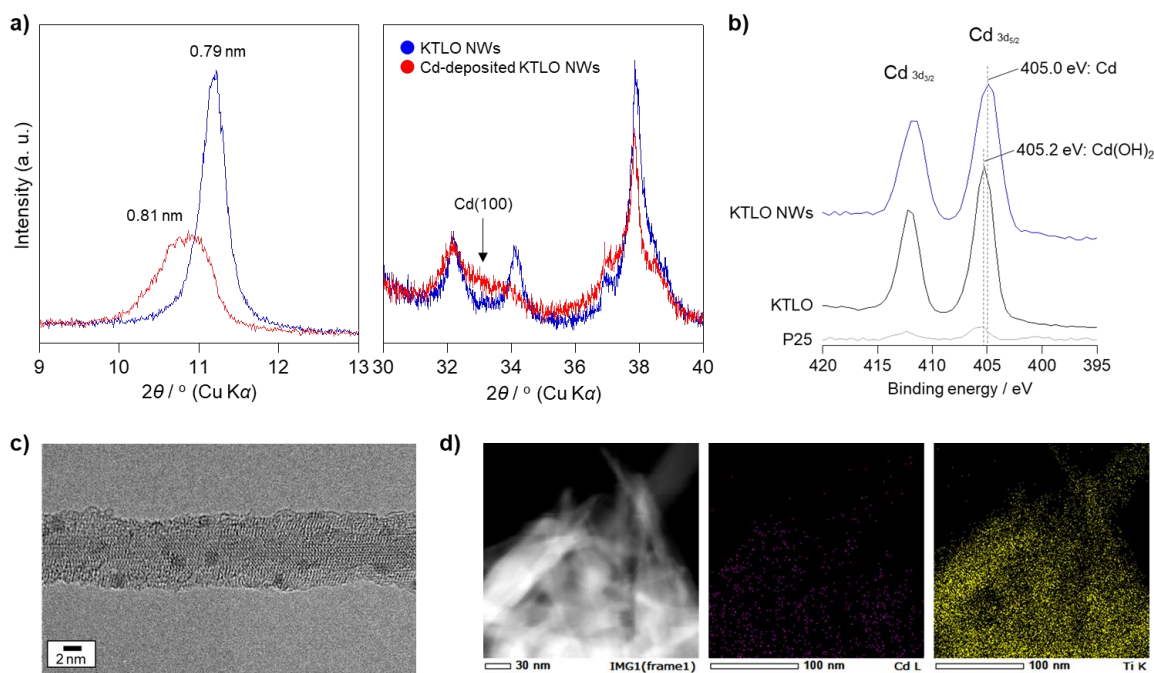 a)
0.79 nm
0.81 nm
Intensity (a. u.)
9 10 11 12 13
2θ / º (Cu Kα)
KTLO NWs
Cd-deposited KTLO NWs
Cd(100)
30 32 34 36 38 40
2θ / º (Cu Kα)
b)
Cd 3d5/2
Cd 3d3/2
405.0 eV: Cd
405.2 eV: Cd(OH)2
KTLO NWs
KTLO
P25
420 415 410 405 400 395
Binding energy / eV
c)
2 nm
d)
30 nm
IMG1(frame1)
100 nm
Cd L
100 nm
Ti K